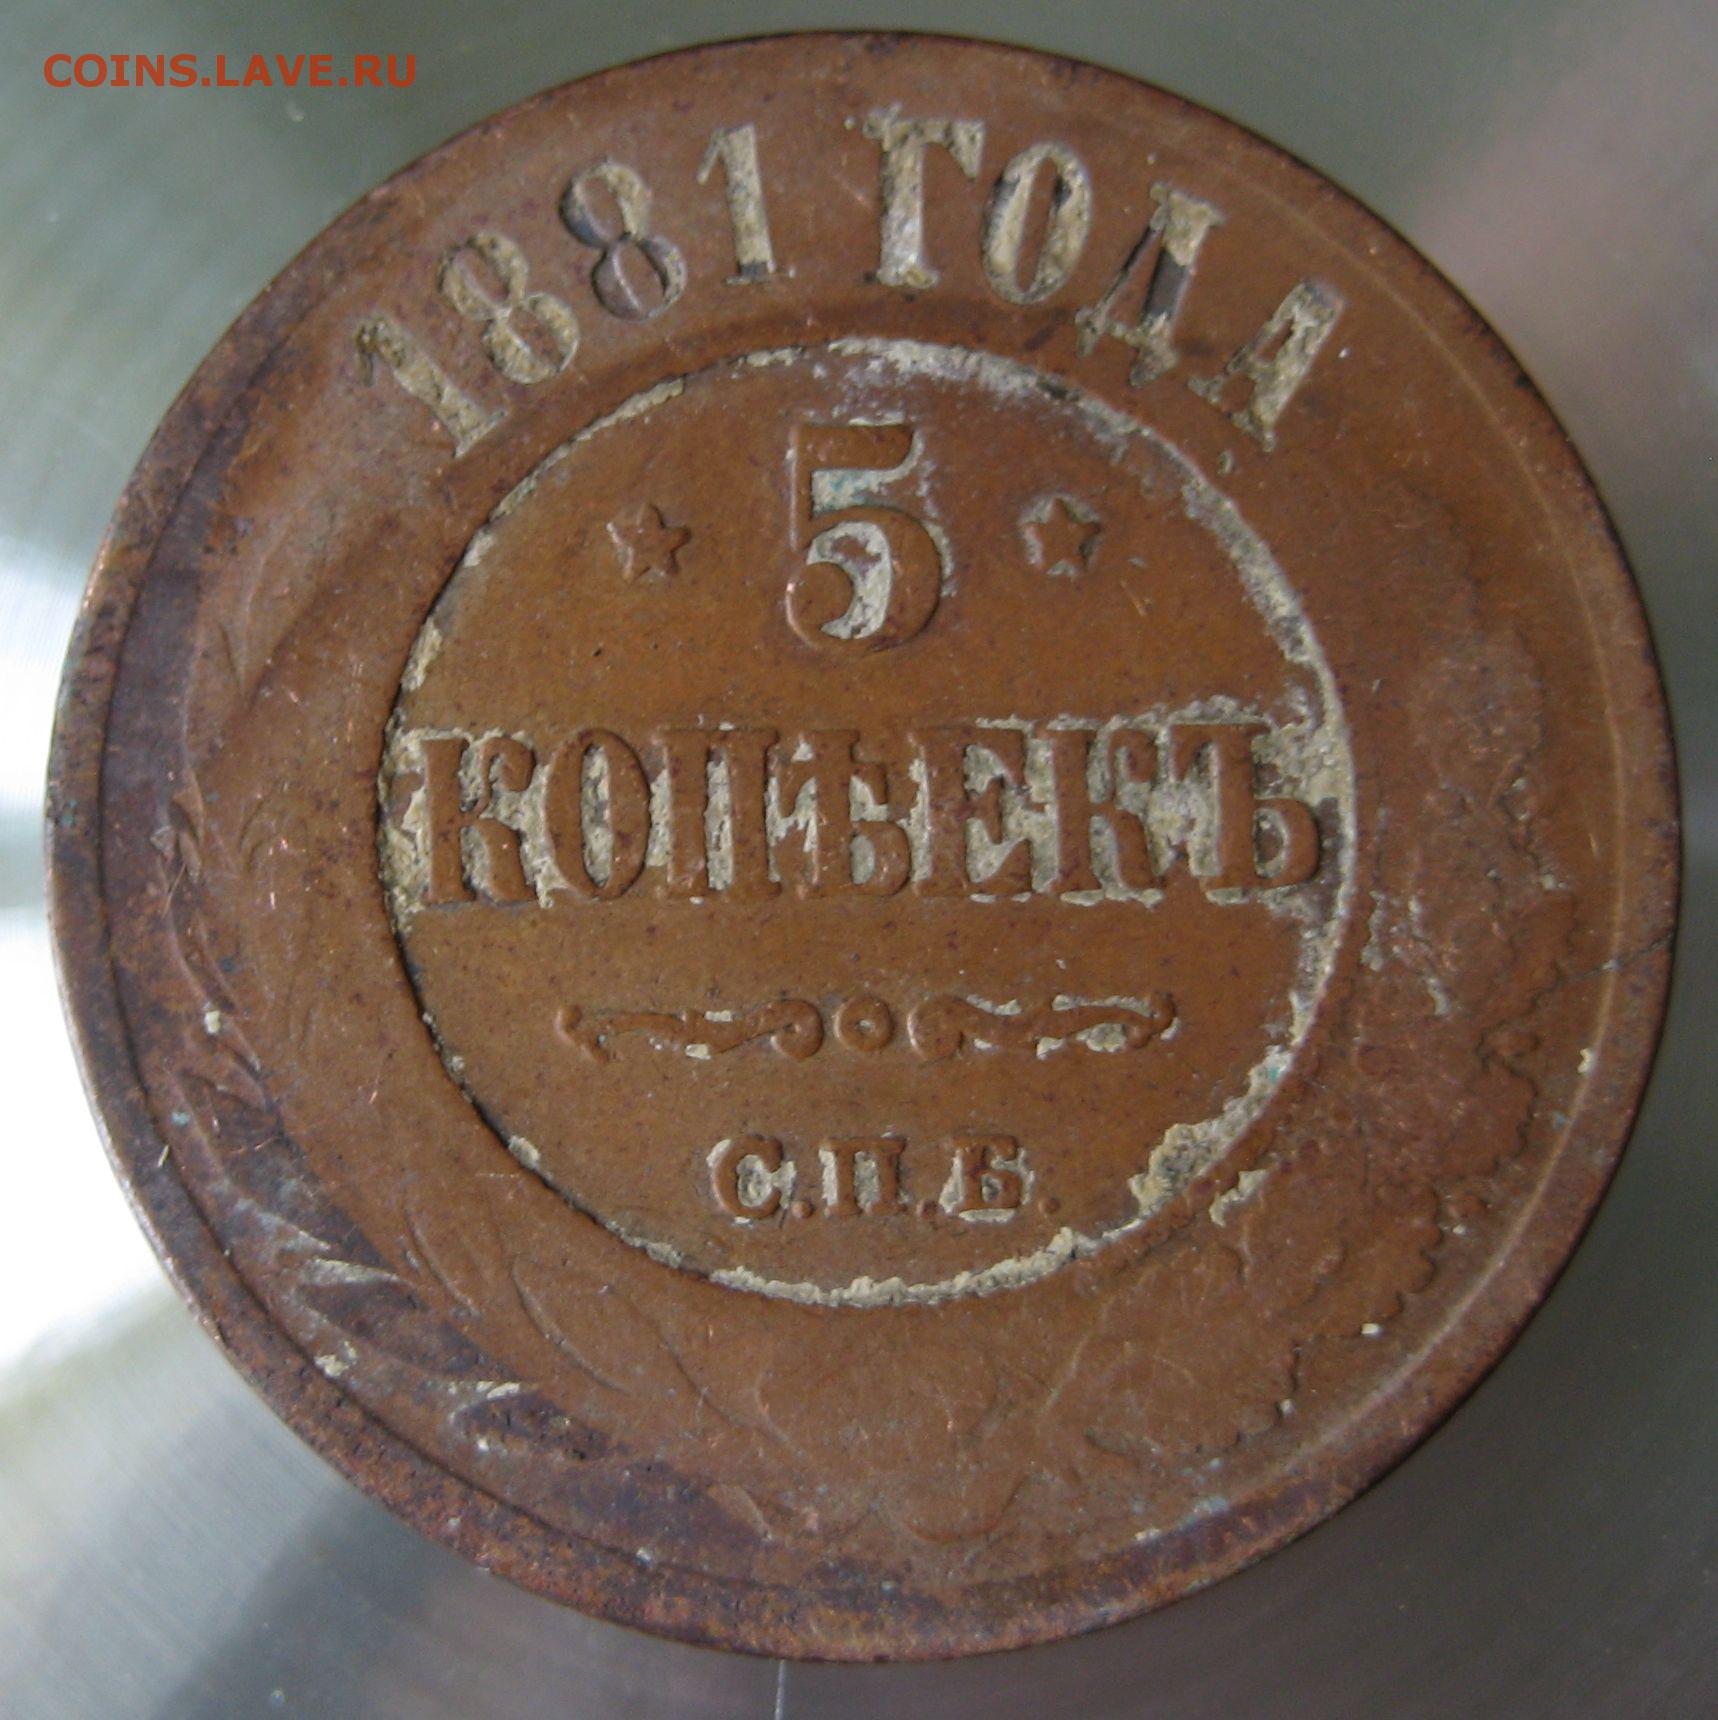 COINS.LAVE.RU
1881 ГОДА
5
КОПѢЕКЪ
С.П.Б.